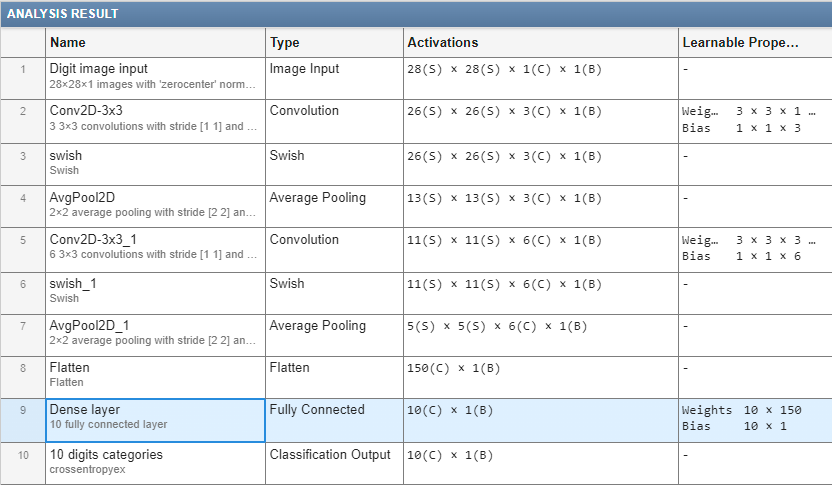 ANALYSIS RESULT
Name Type Activations Learnable Prope…
1 Digit image input Image Input 28(S) × 28(S) × 1(C) × 1(B) -
28×28×1 images with 'zerocenter' norm…
2 Conv2D-3x3 Convolution 26(S) × 26(S) × 3(C) × 1(B) Weig… 3 × 3 × 1 …
3 3×3 convolutions with stride [1 1] and … Bias 1 × 1 × 3
3 swish Swish 26(S) × 26(S) × 3(C) × 1(B) -
Swish
4 AvgPool2D Average Pooling 13(S) × 13(S) × 3(C) × 1(B) -
2×2 average pooling with stride [2 2] an…
5 Conv2D-3x3_1 Convolution 11(S) × 11(S) × 6(C) × 1(B) Weig… 3 × 3 × 3 …
6 3×3 convolutions with stride [1 1] and … Bias 1 × 1 × 6
6 swish_1 Swish 11(S) × 11(S) × 6(C) × 1(B) -
Swish
7 AvgPool2D_1 Average Pooling 5(S) × 5(S) × 6(C) × 1(B) -
2×2 average pooling with stride [2 2] an…
8 Flatten Flatten 150(C) × 1(B) -
Flatten
9 Dense layer Fully Connected 10(C) × 1(B) Weights 10 × 150
10 fully connected layer Bias 10 × 1
10 10 digits categories Classification Output 10(C) × 1(B) -
crossentropyex